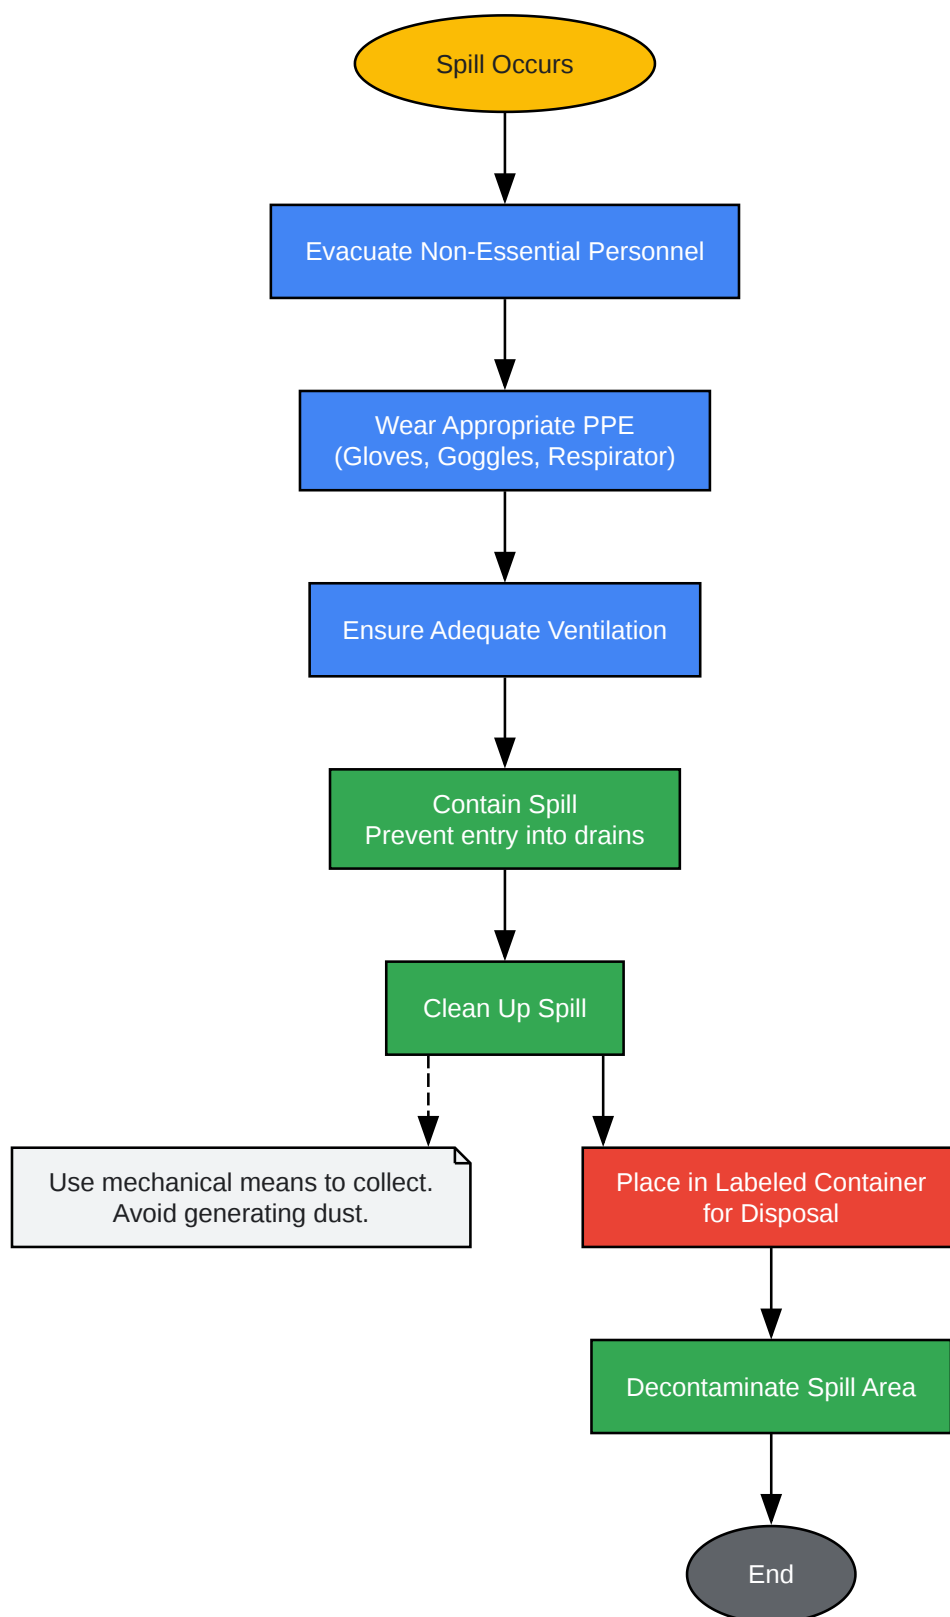 Spill Occurs
Evacuate Non-Essential Personnel
Wear Appropriate PPE
(Gloves, Goggles, Respirator)
Ensure Adequate Ventilation
Contain Spill
Prevent entry into drains
Clean Up Spill
Use mechanical means to collect.
Avoid generating dust.
Place in Labeled Container
for Disposal
Decontaminate Spill Area
End